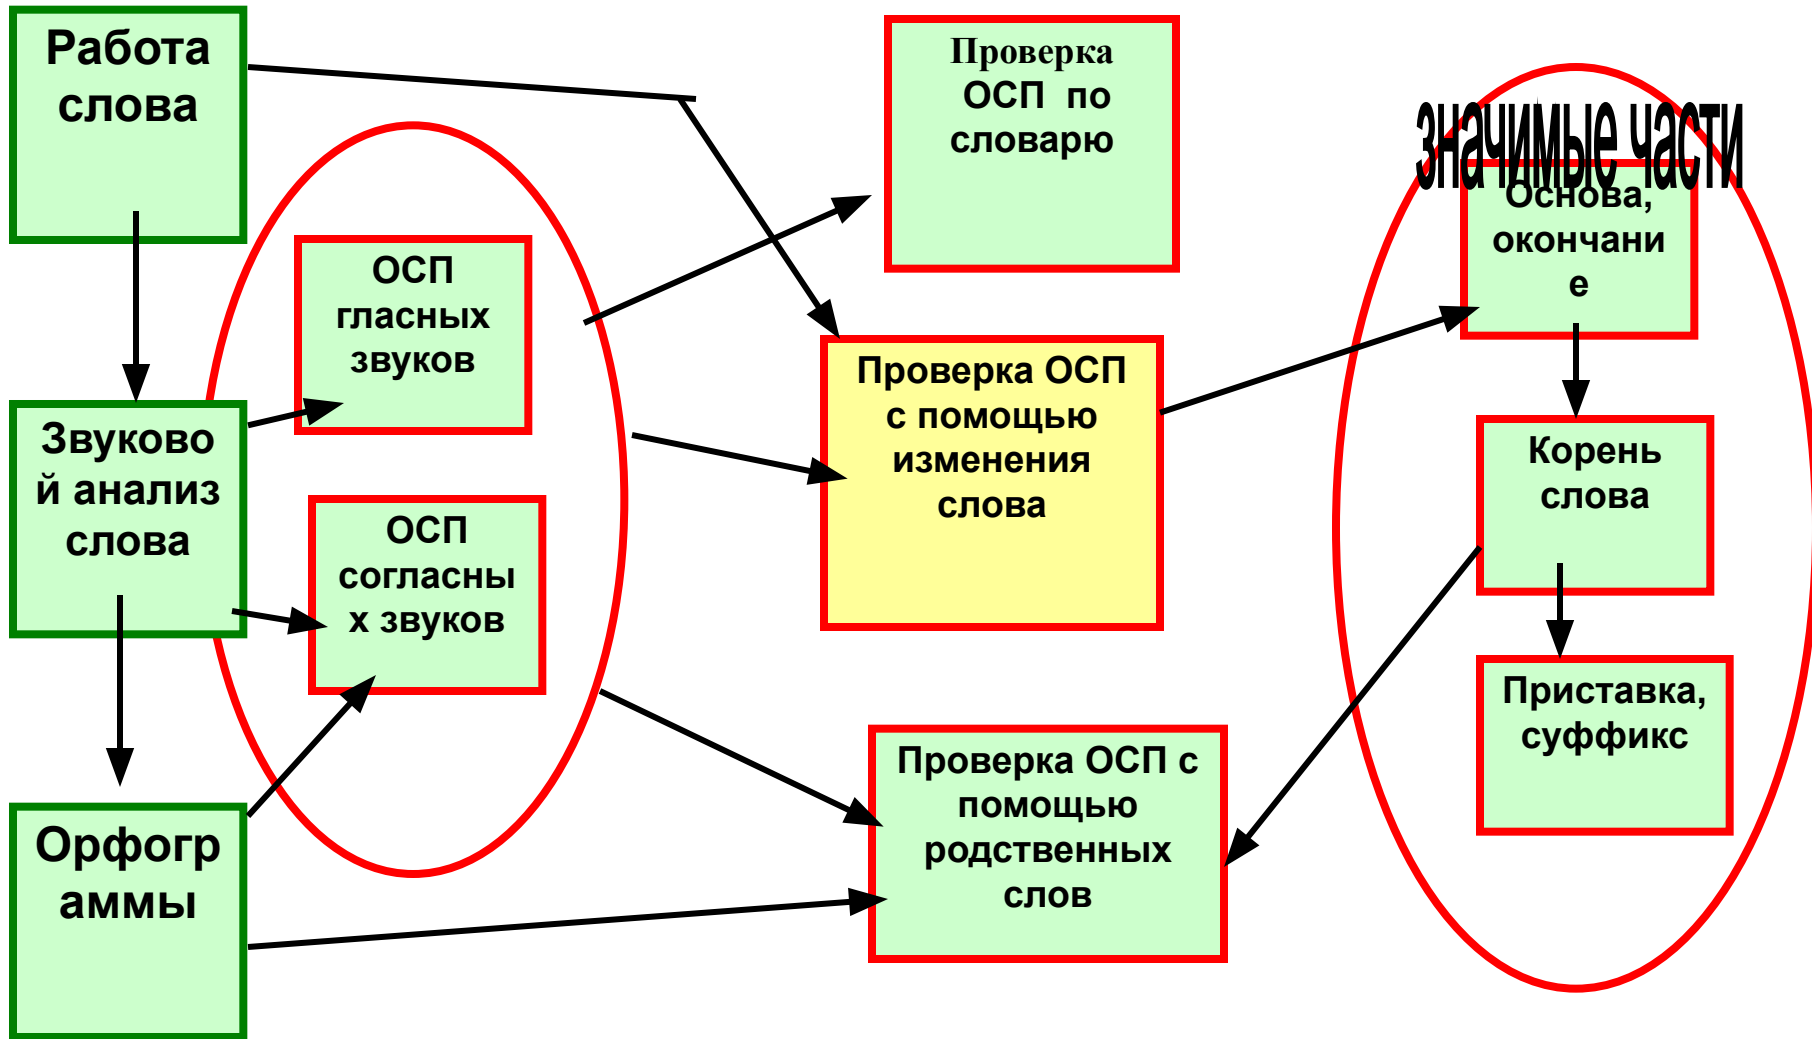 Работа
слова
Звуково
й анализ
слова
Орфогр
аммы
ОСП
гласных
звуков
ОСП
согласны
х звуков
Проверка
ОСП по
словарю
Проверка ОСП
с помощью
изменения
слова
Проверка ОСП с
помощью
родственных
слов
значимые части
Основа,
окончани
е
Корень
слова
Приставка,
суффикс